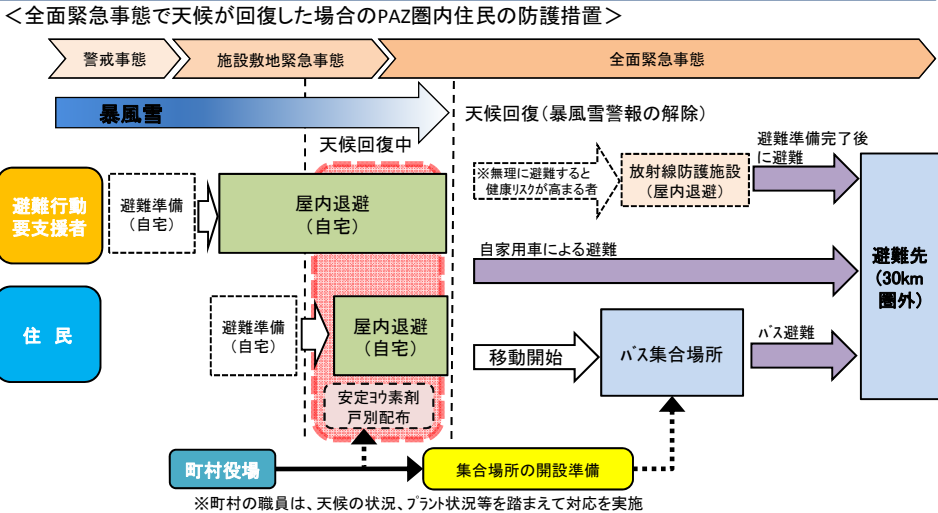 ＜全面緊急事態で天候が回復した場合のPAZ圏内住民の防護措置＞
警戒事態
施設敷地緊急事態
全面緊急事態
暴風雪
天候回復（暴風雪警報の解除）
天候回復中
避難行動
要支援者
避難準備
（自宅）
屋内退避
（自宅）
※無理に避難すると
健康リスクが高まる者
放射線防護施設
（屋内退避）
避難準備完了後
に避難
自家用車による避難
避難先
（30km
圏外）
住　民
避難準備
（自宅）
屋内退避
（自宅）
移動開始
ﾊﾞｽ集合場所
ﾊﾞｽ避難
安定ﾖｳ素剤
戸別配布
町村役場
集合場所の開設準備
※町村の職員は、天候の状況、ﾌﾟﾗﾝﾄ状況等を踏まえて対応を実施